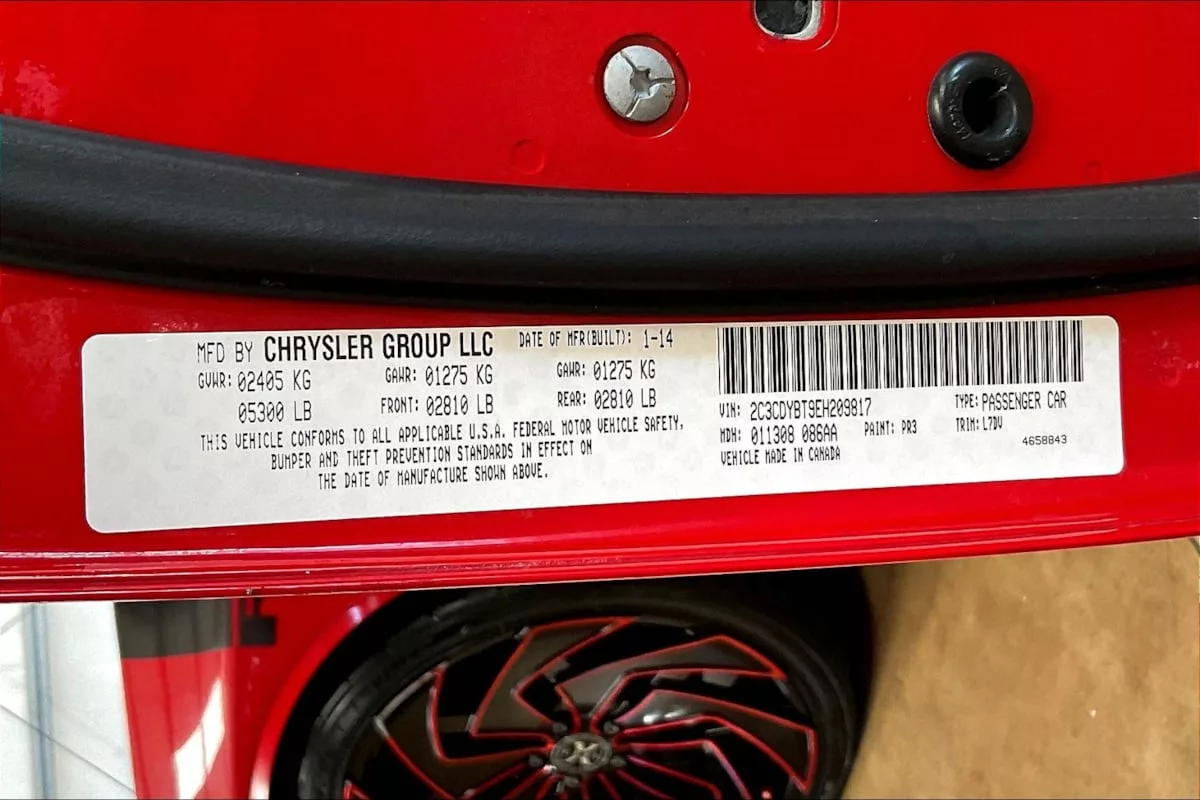 MFD BY CHRYSLER GROUP LLC DATE OF MFR(BUILT): 1-14
GVWR: 02405 KG GAWR: 01275 KG GAWR: 01275 KG
05300 LB FRONT: 02810 LB REAR: 02810 LB
THIS VEHICLE CONFORMS TO ALL APPLICABLE U.S.A. FEDERAL MOTOR VEHICLE SAFETY,
BUMPER AND THEFT PREVENTION STANDARDS IN EFFECT ON
THE DATE OF MANUFACTURE SHOWN ABOVE.
VIN: 2C3CDYBT9EH209817 TYPE: PASSENGER CAR
MDH: 011308 086AA PAINT: PR3 TRIM: L7DV
VEHICLE MADE IN CANADA 4658843